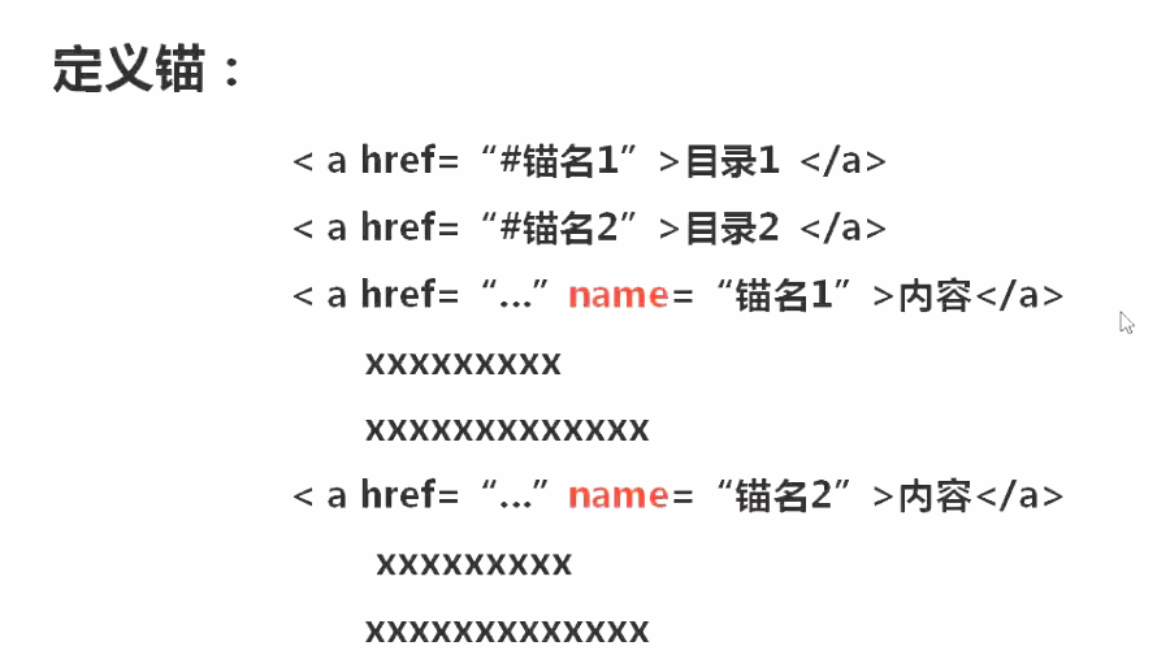 定义锚：
< a href= “#锚名1” >目录1 </a>
< a href= “#锚名2” >目录2 </a>
< a href= “...” name= “锚名1” >内容</a>
xxxxxxxxx
xxxxxxxxxxxxx
< a href= “...” name= “锚名2” >内容</a>
xxxxxxxxx
xxxxxxxxxxxxx